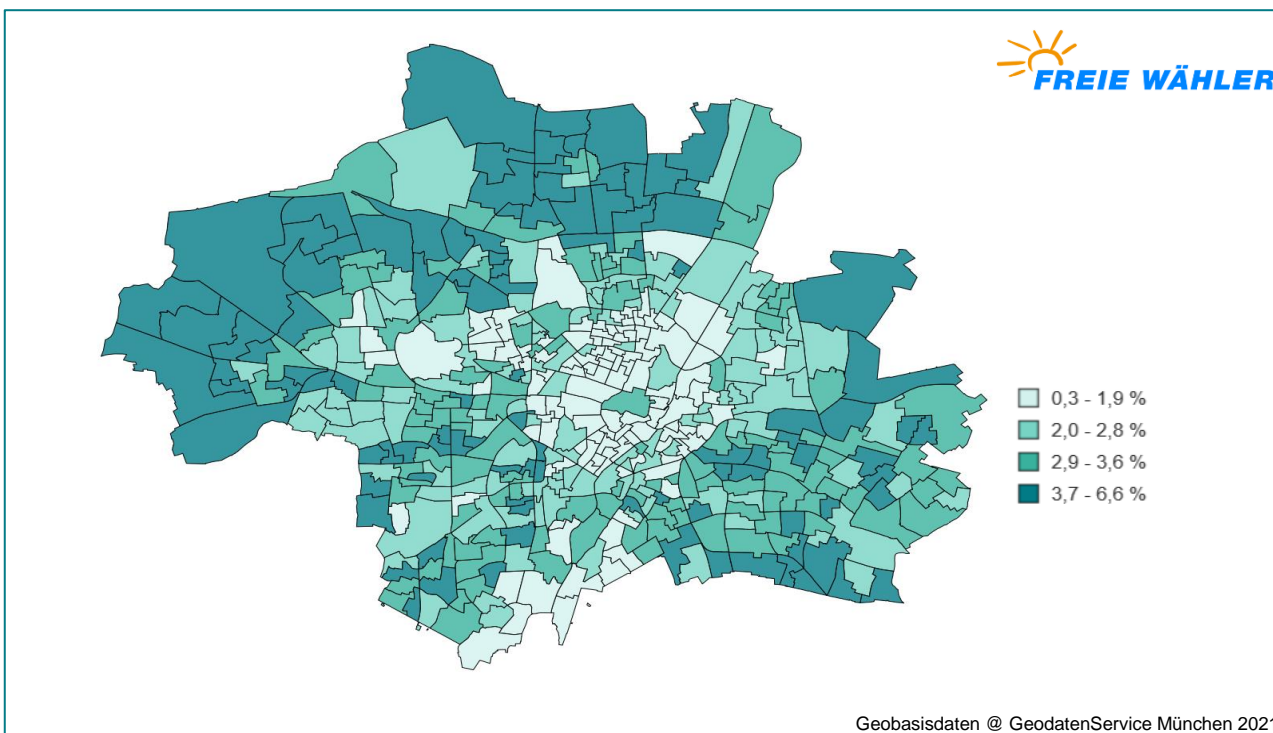 FREIE WÄHLER
0,3 - 1,9 %
2,0 - 2,8 %
2,9 - 3,6 %
3,7 - 6,6 %
Geobasisdaten @ GeodatenService München 2021